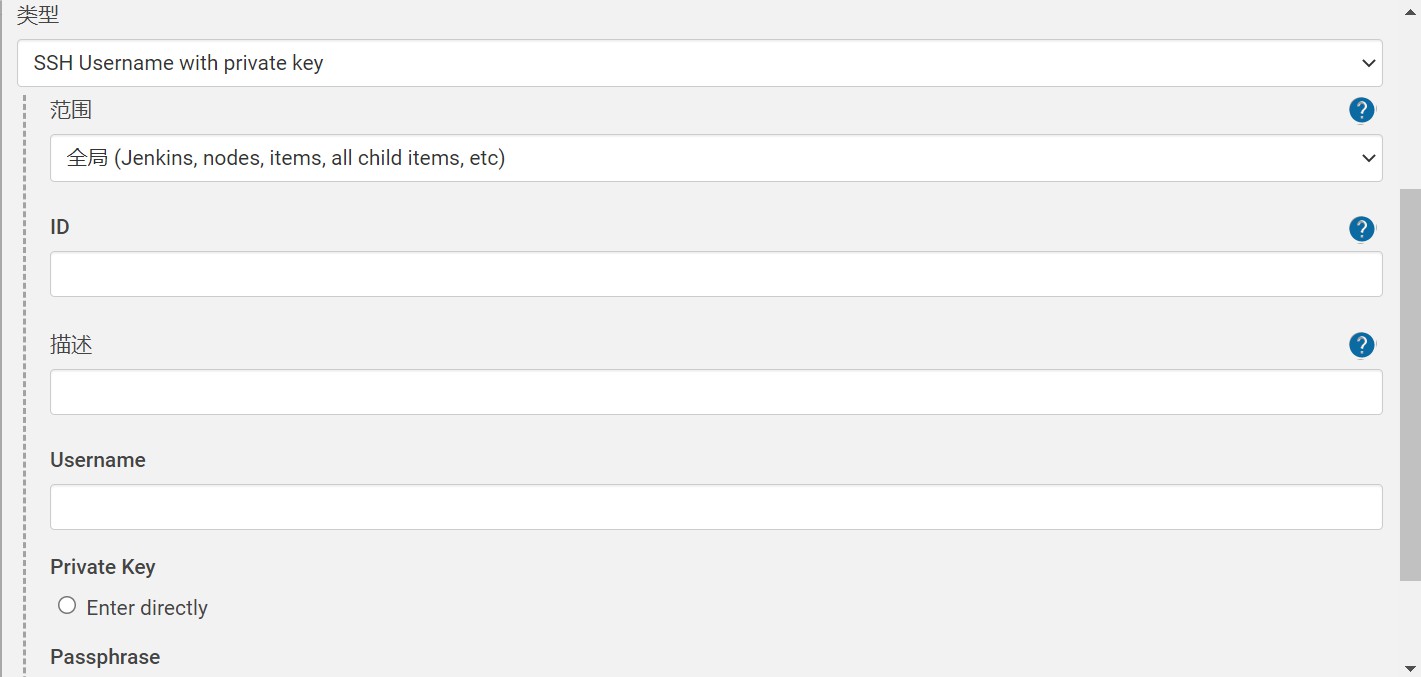 类型
SSH Username with private key
范围
?
全局 (Jenkins, nodes, items, all child items, etc)
ID
?
描述
?
Username
Private Key
Enter directly
Passphrase